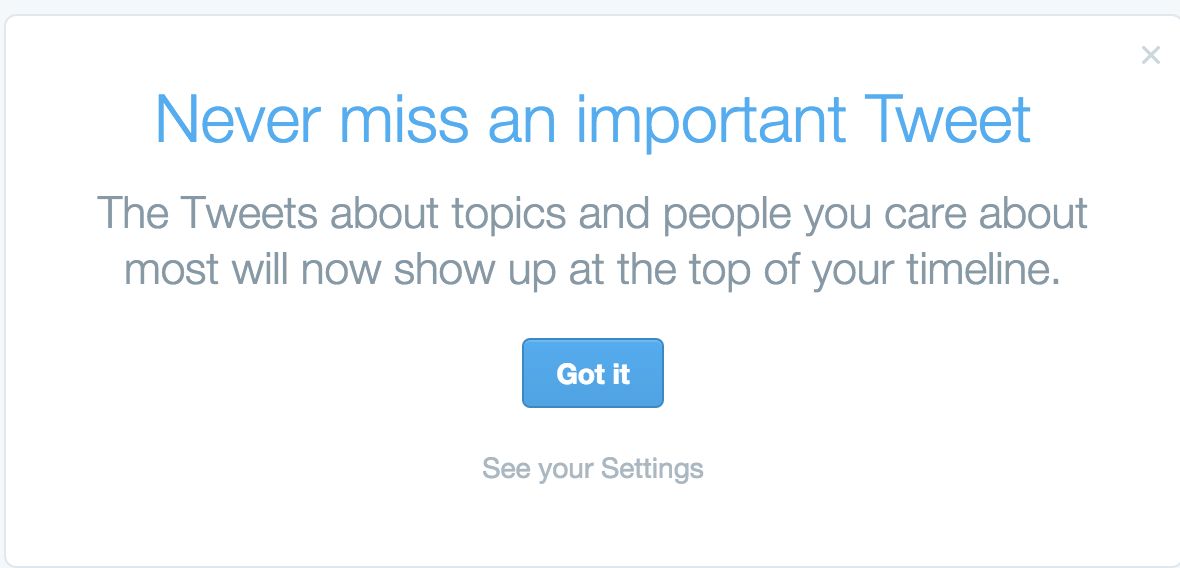 Never miss an important Tweet
The Tweets about topics and people you care about
most will now show up at the top of your timeline.
Got it
See your Settings